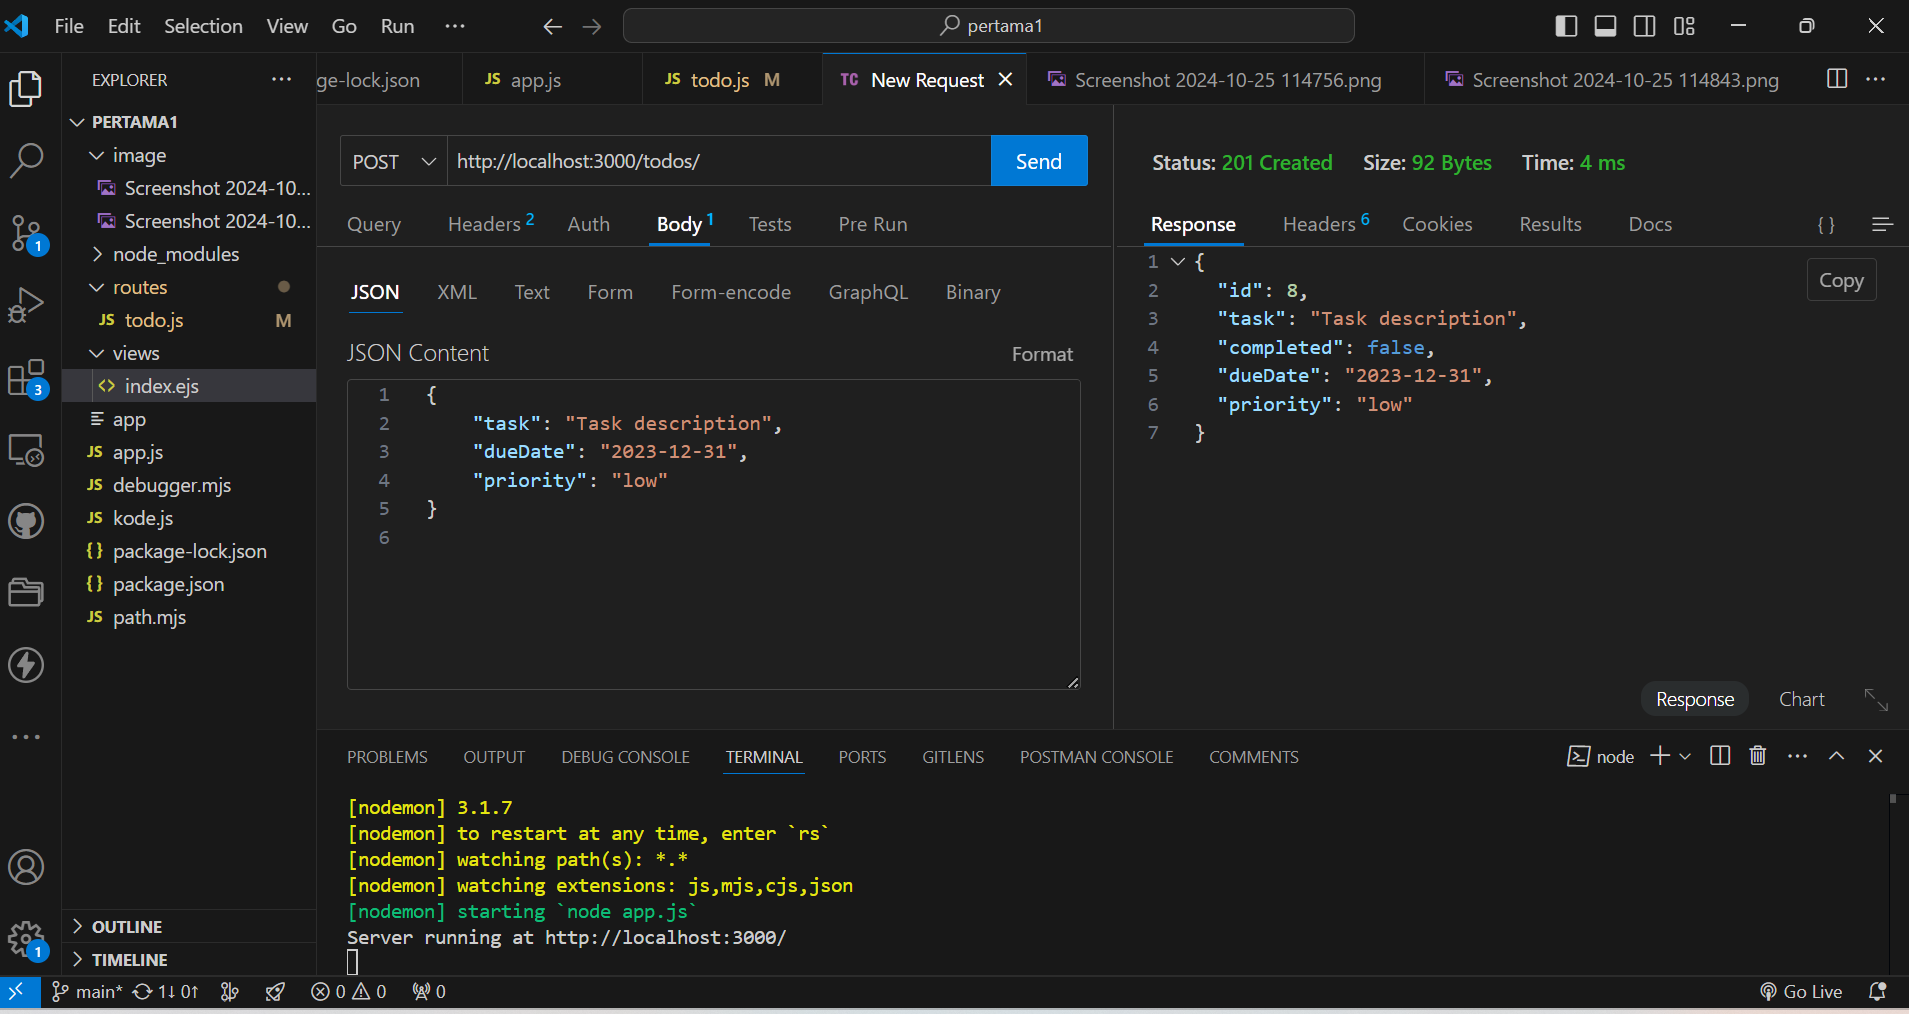 File Edit Selection View Go Run ···
pertama1
EXPLORER ···
PERTAMA1
image
Screenshot 2024-10...
Screenshot 2024-10...
node_modules
routes
JS todo.js M
views
<> index.ejs
app
JS app.js
JS debugger.mjs
JS kode.js
{} package-lock.json
{} package.json
JS path.mjs
OUTLINE
TIMELINE
1
3
1
ge-lock.json
JS app.js
JS todo.js M
TC New Request
Screenshot 2024-10-25 114756.png
Screenshot 2024-10-25 114843.png
···
POST http://localhost:3000/todos/ Send
Query Headers 2 Auth Body 1 Tests Pre Run
JSON XML Text Form Form-encode GraphQL Binary
JSON Content Format
1 {
2 "task": "Task description",
3 "dueDate": "2023-12-31",
4 "priority": "low"
5 }
6
Status: 201 Created Size: 92 Bytes Time: 4 ms
Response Headers 6 Cookies Results Docs { }
Copy
1 {
2 "id": 8,
3 "task": "Task description",
4 "completed": false,
5 "dueDate": "2023-12-31",
6 "priority": "low"
7 }
Response Chart
PROBLEMS OUTPUT DEBUG CONSOLE TERMINAL PORTS GITLENS POSTMAN CONSOLE COMMENTS
node ···
[nodemon] 3.1.7
[nodemon] to restart at any time, enter `rs`
[nodemon] watching path(s): *.*
[nodemon] watching extensions: js,mjs,cjs,json
[nodemon] starting `node app.js`
Server running at http://localhost:3000/
main* 1↓ 0↑ 0 0 0 Go Live